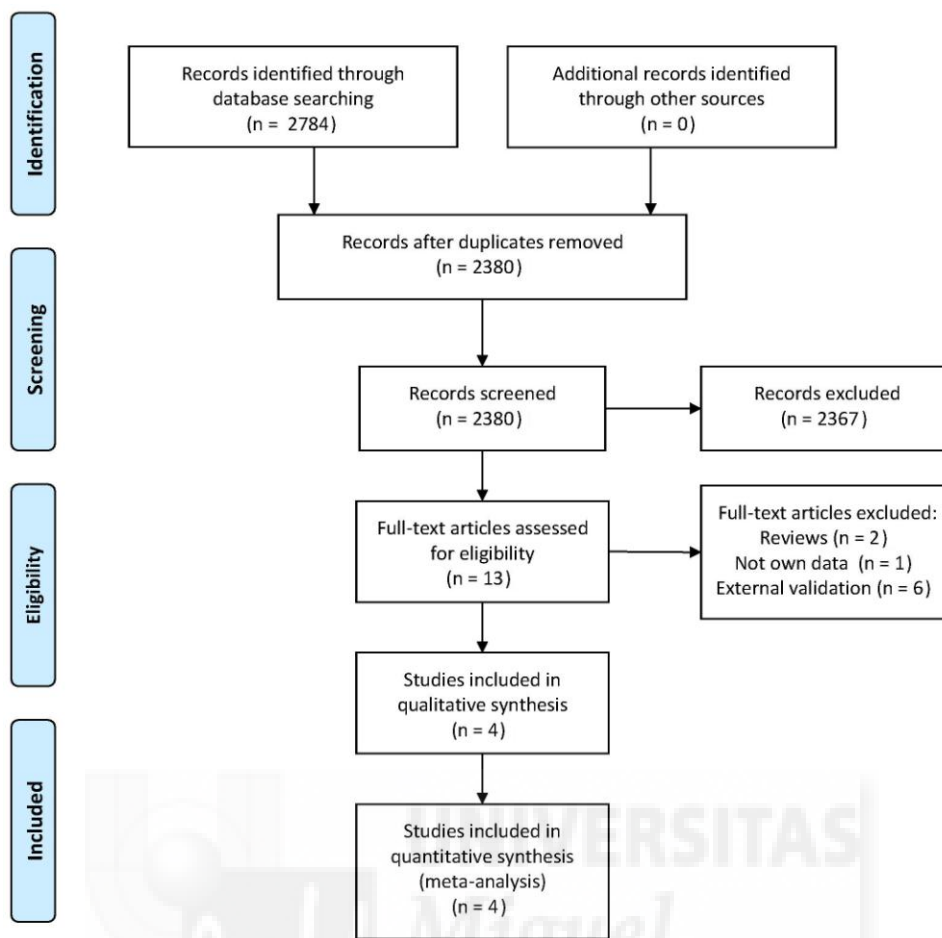 Identification
Records identified through
database searching
(n = 2784)
Additional records identified
through other sources
(n = 0)
Records after duplicates removed
(n = 2380)
Screening
Records screened
(n = 2380)
Records excluded
(n = 2367)
Eligibility
Full-text articles assessed
for eligibility
(n = 13)
Full-text articles excluded:
Reviews (n = 2)
Not own data (n = 1)
External validation (n = 6)
Studies included in
qualitative synthesis
(n = 4)
Included
Studies included in
quantitative synthesis
(meta-analysis)
(n = 4)
UNIVERSITAS
Miguel